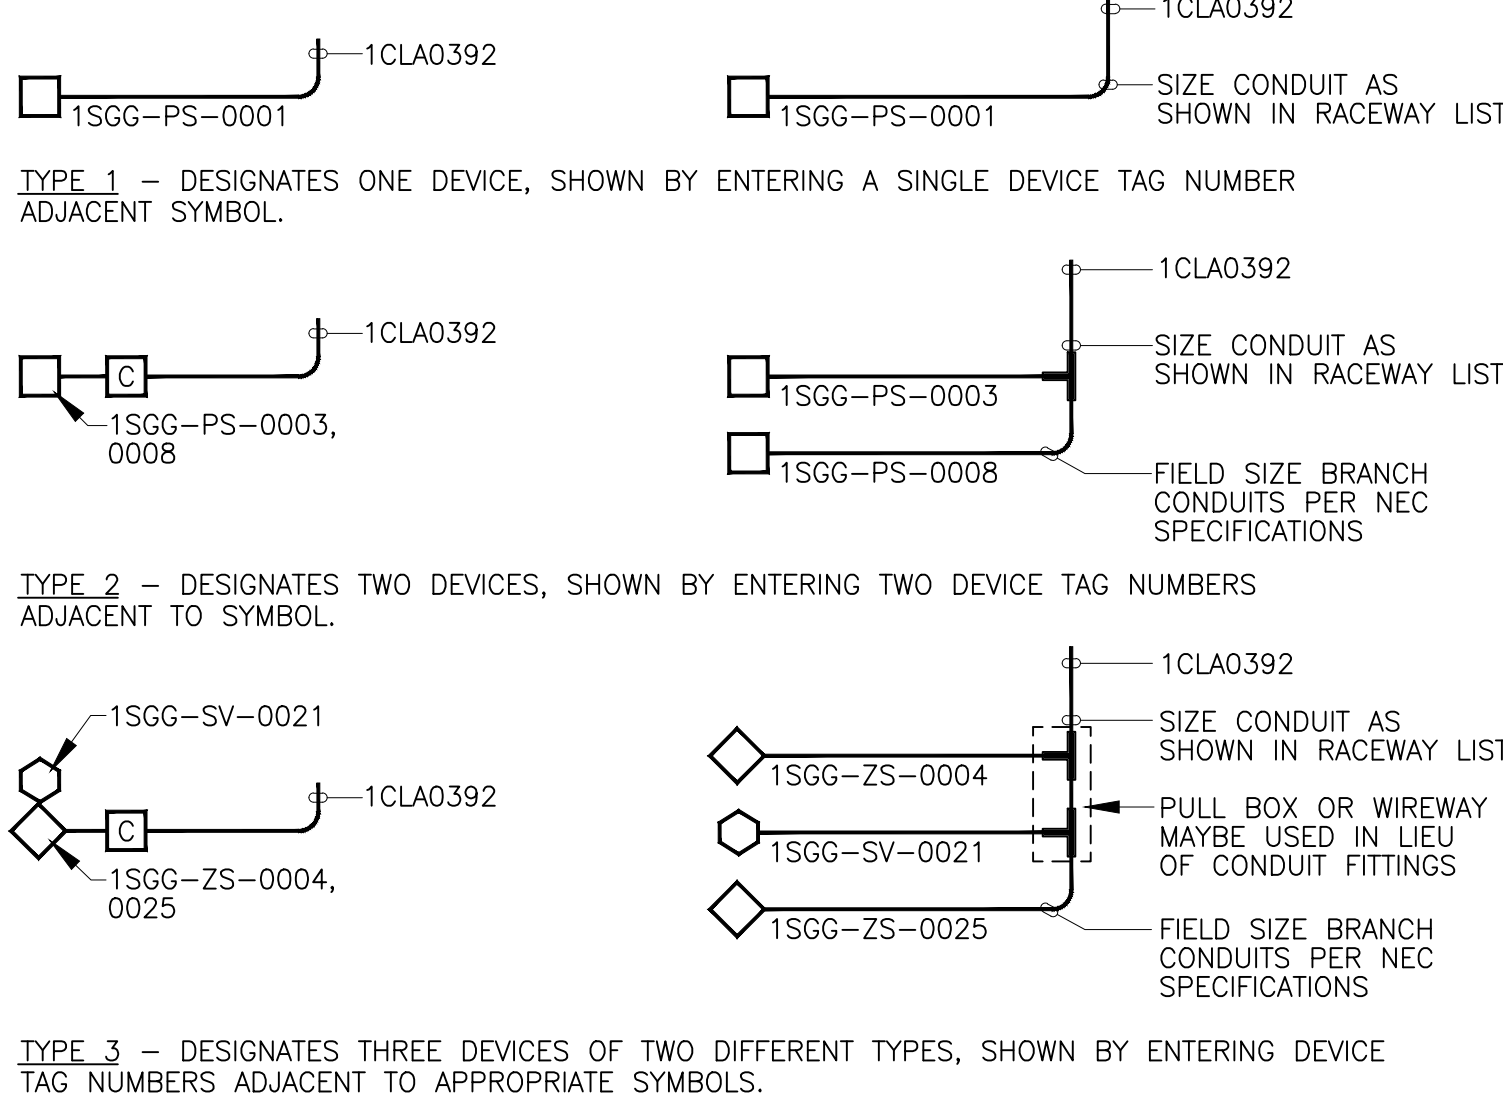 1CLA0392
1SGG-PS-0001
1CLA0392
SIZE CONDUIT AS
SHOWN IN RACEWAY LIST
1SGG-PS-0001
TYPE 1 - DESIGNATES ONE DEVICE, SHOWN BY ENTERING A SINGLE DEVICE TAG NUMBER
ADJACENT SYMBOL.
1CLA0392
C
1SGG-PS-0003,
0008
1CLA0392
SIZE CONDUIT AS
SHOWN IN RACEWAY LIST
1SGG-PS-0003
1SGG-PS-0008
FIELD SIZE BRANCH
CONDUITS PER NEC
SPECIFICATIONS
TYPE 2 - DESIGNATES TWO DEVICES, SHOWN BY ENTERING TWO DEVICE TAG NUMBERS
ADJACENT TO SYMBOL.
1SGG-SV-0021
1CLA0392
C
1SGG-ZS-0004,
0025
1CLA0392
SIZE CONDUIT AS
SHOWN IN RACEWAY LIST
1SGG-ZS-0004
PULL BOX OR WIREWAY
MAYBE USED IN LIEU
OF CONDUIT FITTINGS
1SGG-SV-0021
1SGG-ZS-0025
FIELD SIZE BRANCH
CONDUITS PER NEC
SPECIFICATIONS
TYPE 3 - DESIGNATES THREE DEVICES OF TWO DIFFERENT TYPES, SHOWN BY ENTERING DEVICE
TAG NUMBERS ADJACENT TO APPROPRIATE SYMBOLS.